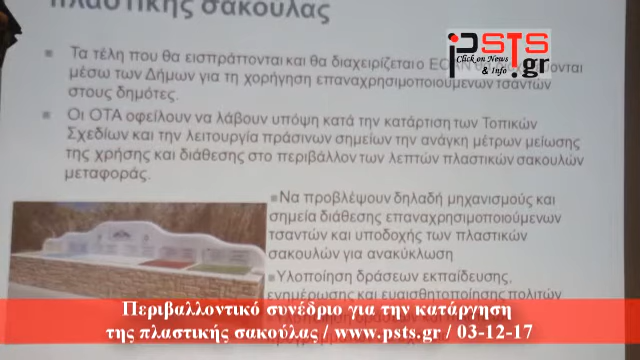 πλαστικής σακούλας
PSTS
.gr
Click on News
& Info
Τα τέλη που θα εισπράττονται και θα διαχειρίζεται ο
μέσω των Δήμων για τη χορήγηση επαναχρησιμοποιούμενων τσαντών
στους δημότες.
Οι ΟΤΑ οφείλουν να λάβουν υπόψη κατά την κατάρτιση των Τοπικών
Σχεδίων και την λειτουργία πράσινων σημείων την ανάγκη μέτρων μείωσης
της χρήσης και διάθεσης στο περιβάλλον των λεπτών πλαστικών σακουλών
μεταφοράς.
Να προβλέψουν δηλαδή μηχανισμούς και
σημεία διάθεσης επαναχρησιμοποιούμενων
τσαντών και υποδοχής των πλαστικών
σακουλών για ανακύκλωση
Υλοποίηση δράσεων εκπαίδευσης,
ενημέρωσης και ευαισθητοποίησης πολιτών
Περιβαλλοντικό συνέδριο για την κατάργηση
της πλαστικής σακούλας / www.psts.gr / 03-12-17